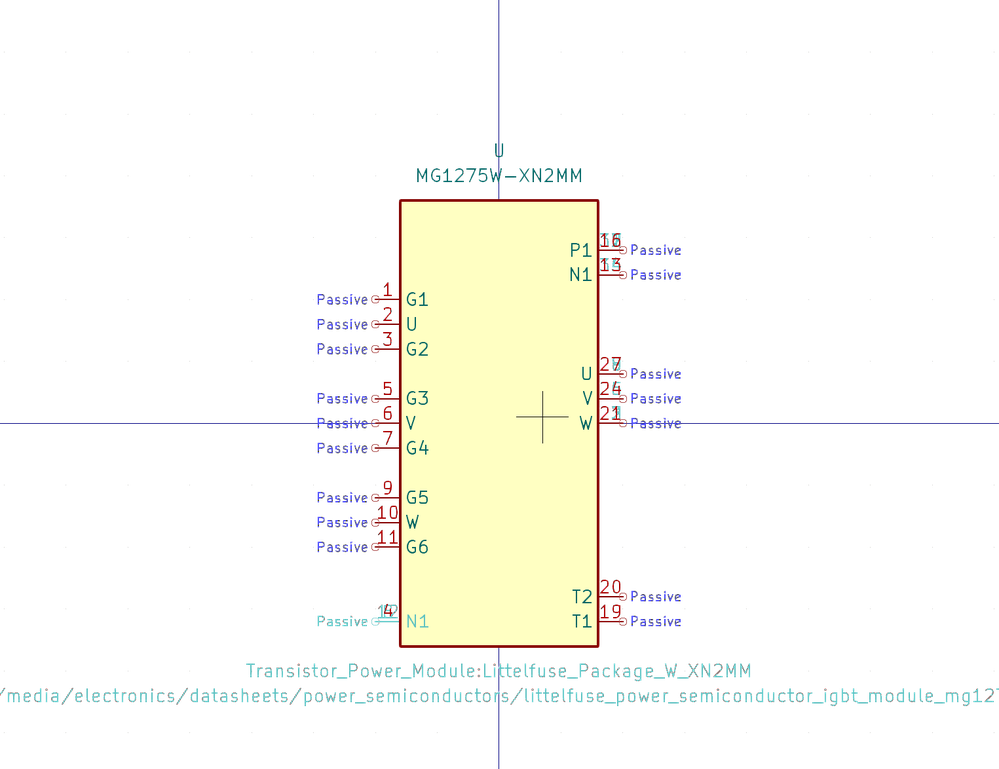 U
MG1275W-XN2MM
P1 16 Passive
N1 13 Passive
Passive 1 G1
Passive 2 U
Passive 3 G2
U 27 Passive
Passive 5 G3
V 24 Passive
Passive 6 V
W 21 Passive
Passive 7 G4
Passive 9 G5
Passive 10 W
Passive 11 G6
T2 20 Passive
Passive 4 N1
T1 19 Passive
Transistor_Power_Module:Littelfuse_Package_W_XN2MM
/media/electronics/datasheets/power_semiconductors/littelfuse_power_semiconductor_igbt_module_mg127